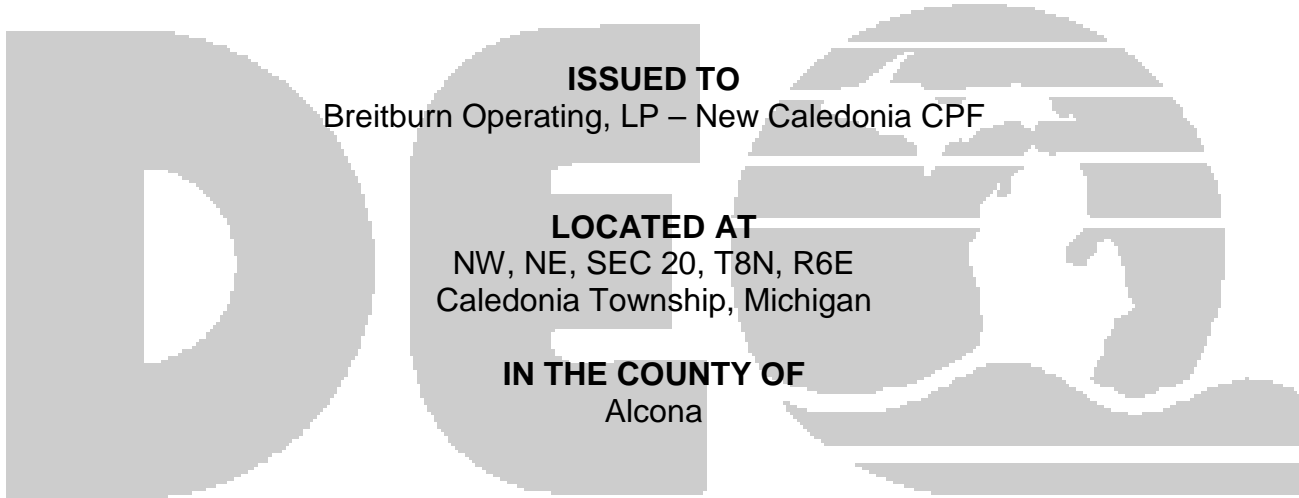 DEQ
ISSUED TO
Breitburn Operating, LP – New Caledonia CPF
LOCATED AT
NW, NE, SEC 20, T8N, R6E
Caledonia Township, Michigan
IN THE COUNTY OF
Alcona